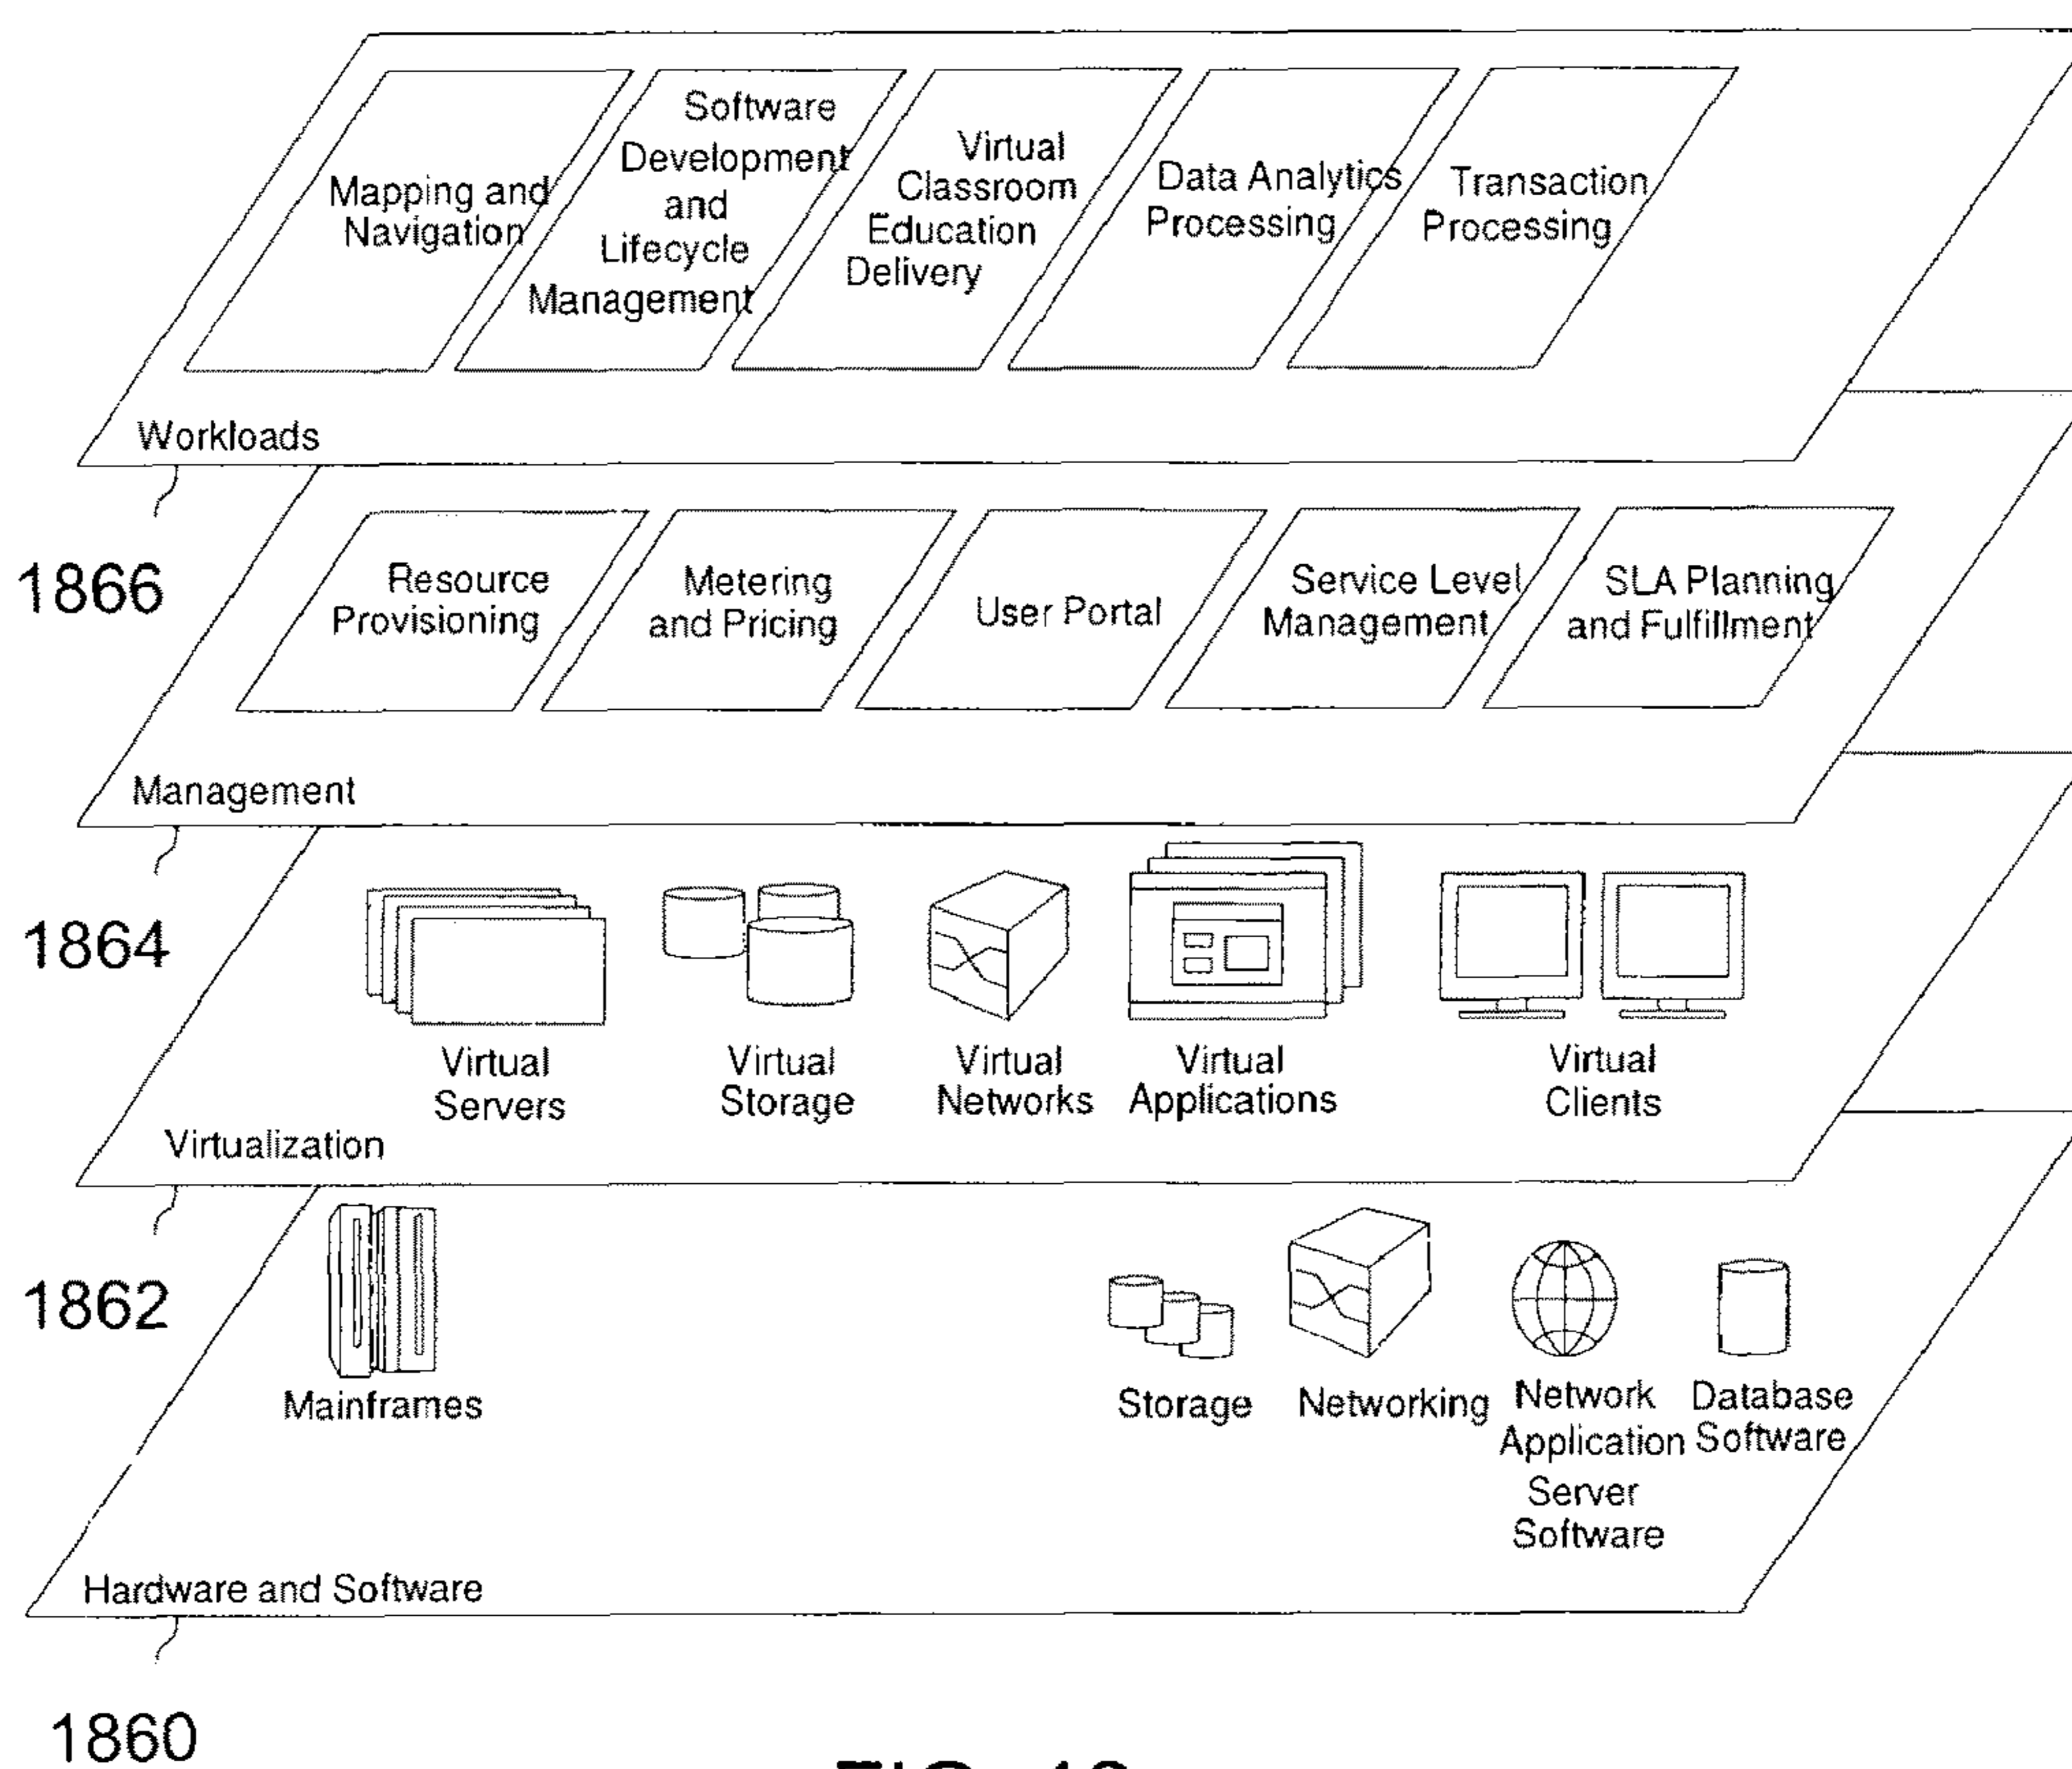 Mapping and
Navigation
Software
Development
and
Lifecycle
Management
Virtual
Classroom
Education
Delivery
Data Analytics
Processing
Transaction
Processing
Workloads
1866
Resource
Provisioning
Metering
and Pricing
User Portal
Service Level
Management
SLA Planning
and Fulfillment
Management
1864
Virtual
Servers
Virtual
Storage
Virtual
Networks
Virtual
Applications
Virtual
Clients
Virtualization
1862
Mainframes
Storage
Networking
Network
Application
Server
Software
Database
Software
Hardware and Software
1860